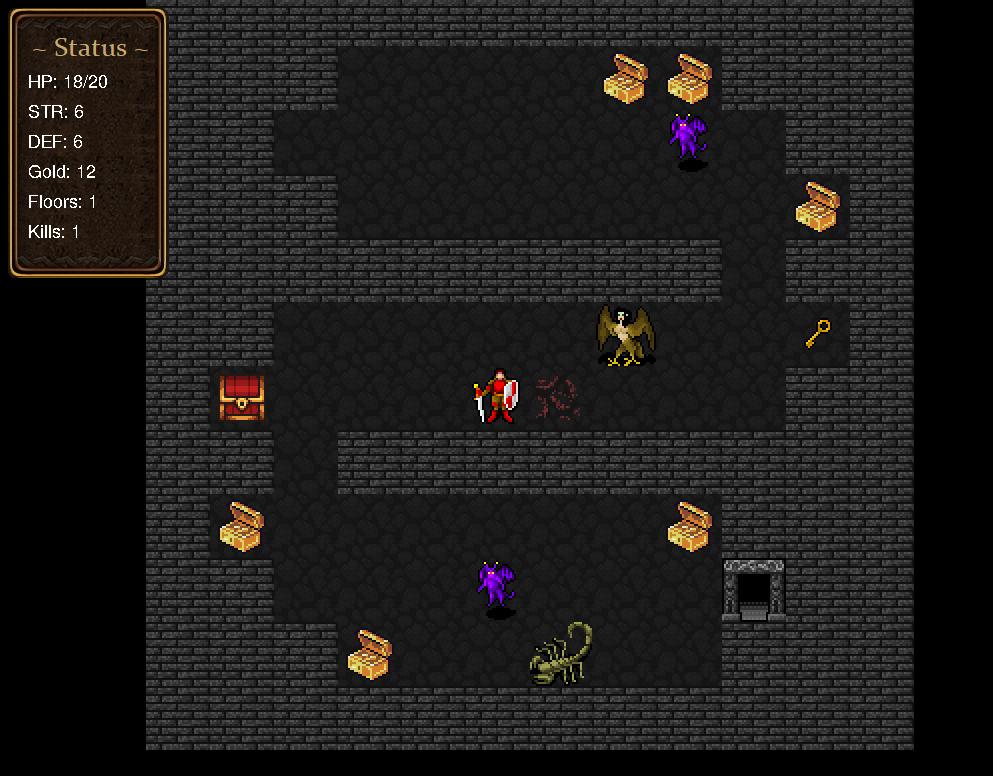 ~ Status ~
HP: 18/20
STR: 6
DEF: 6
Gold: 12
Floors: 1
Kills: 1